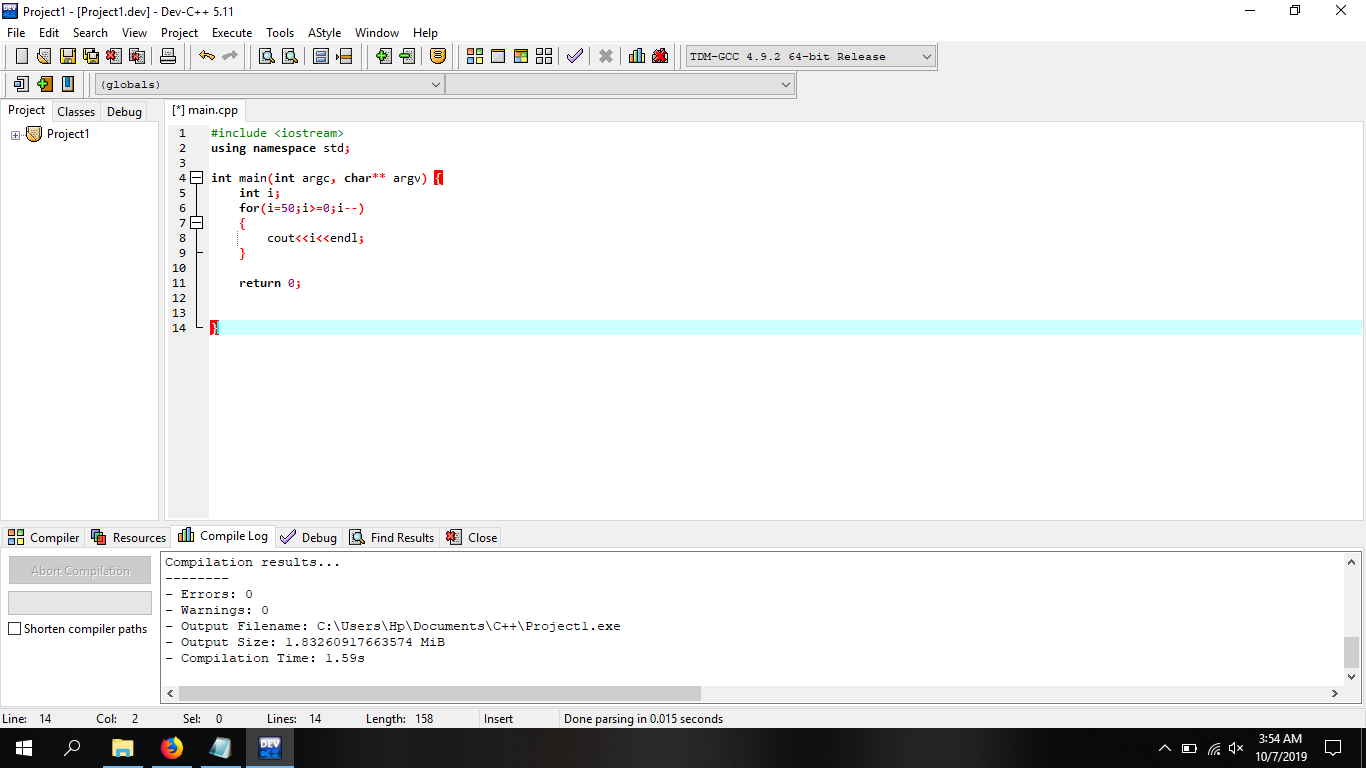 Project1 - [Project1.dev] - Dev-C++ 5.11
File Edit Search View Project Execute Tools AStyle Window Help
TDM-GCC 4.9.2 64-bit Release
(globals)
Project Classes Debug
[*] main.cpp
Project1
1 #include <iostream>
2 using namespace std;
3
4 int main(int argc, char** argv) {
5 int i;
6 for(i=50;i>=0;i--)
7 {
8 cout<<i<<endl;
9 }
10
11 return 0;
12
13
14 }
Compiler Resources Compile Log Debug Find Results Close
Abort Compilation
Shorten compiler paths
Compilation results...
--------
- Errors: 0
- Warnings: 0
- Output Filename: C:\Users\Hp\Documents\C++\Project1.exe
- Output Size: 1.83260917663574 MiB
- Compilation Time: 1.59s
Line: 14 Col: 2 Sel: 0 Lines: 14 Length: 158 Insert Done parsing in 0.015 seconds
DEV
3:54 AM
10/7/2019